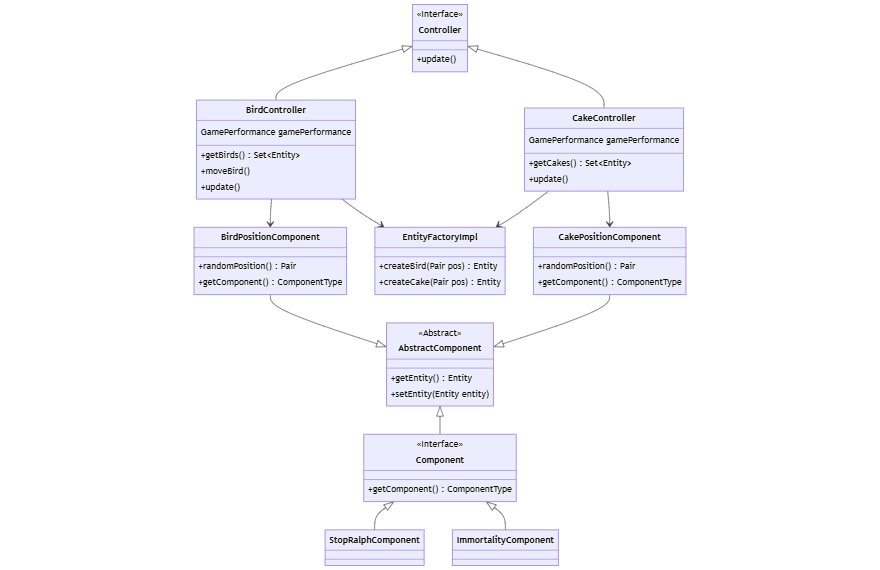 «Interface»
Controller
+update()
BirdController
GamePerformance gamePerformance
+getBirds() : Set<Entity>
+moveBird()
+update()
CakeController
GamePerformance gamePerformance
+getCakes() : Set<Entity>
+update()
BirdPositionComponent
+randomPosition() : Pair
+getComponent() : ComponentType
EntityFactoryImpl
+createBird(Pair pos) : Entity
+createCake(Pair pos) : Entity
CakePositionComponent
+randomPosition() : Pair
+getComponent() : ComponentType
«Abstract»
AbstractComponent
+getEntity() : Entity
+setEntity(Entity entity)
«Interface»
Component
+getComponent() : ComponentType
StopRalphComponent
ImmortalityComponent